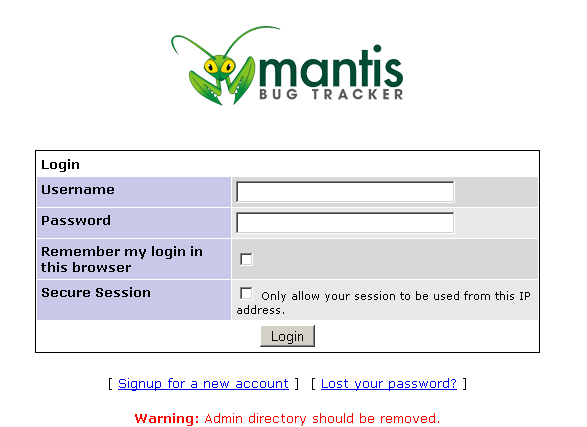 mantis
BUG TRACKER
Login
Username
Password
Remember my login in
this browser
Secure Session
Only allow your session to be used from this IP
address.
Login
[ Signup for a new account ] [ Lost your password? ]
Warning: Admin directory should be removed.